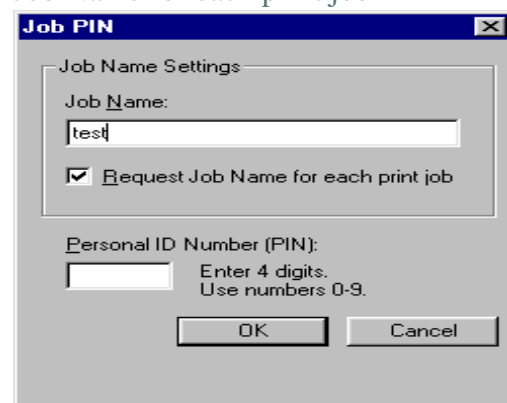 Job PIN
Job Name Settings
Job Name:
test
Request Job Name for each print job
Personal ID Number (PIN):
Enter 4 digits.
Use numbers 0-9.
OK
Cancel